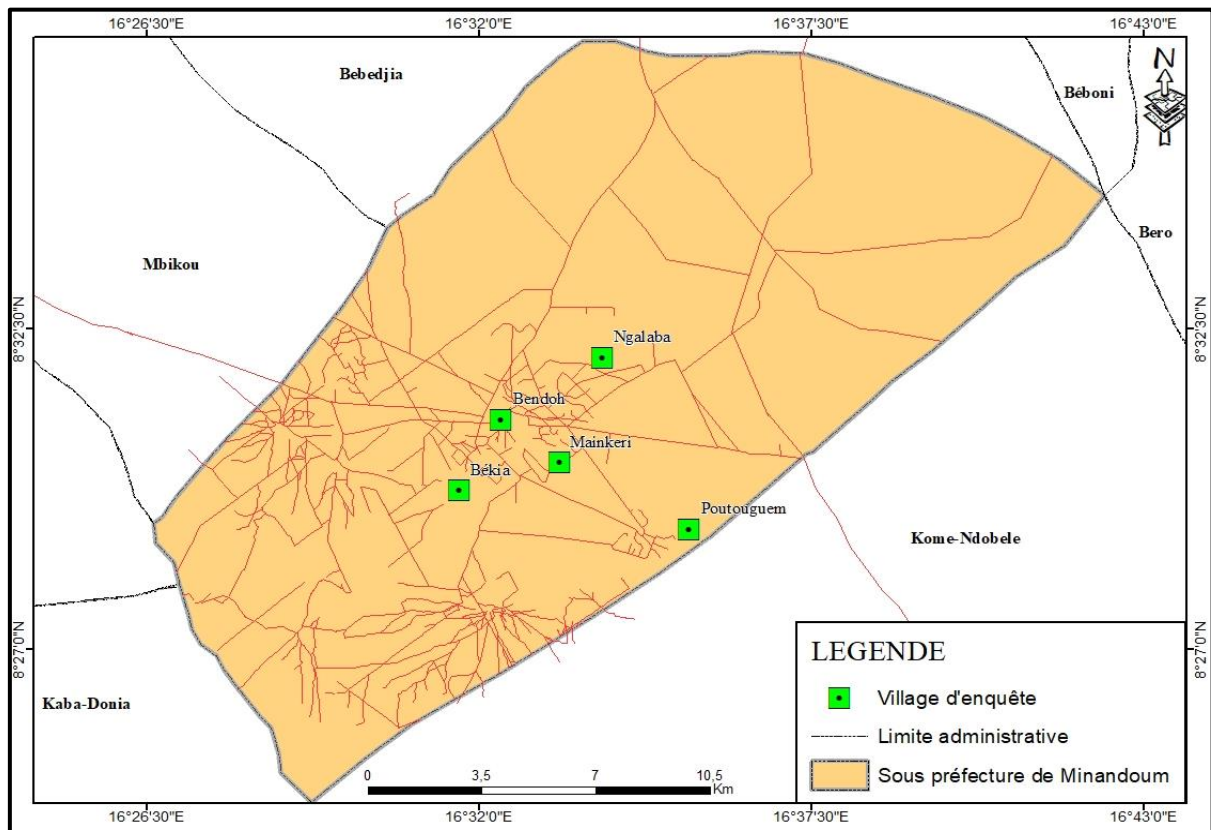 16°26'30"E 16°32'0"E 16°37'30"E 16°43'0"E
Bebedjia
N
Béboni
Bero
Mbikou
8°32'30"N 8°32'30"N
Ngalaba
Bendoh
Mainkeri
Békia
Poutouguem
Kome-Ndobele
8°27'0"N 8°27'0"N
Kaba-Donia
LEGENDE
Village d'enquête
Limite administrative
Sous préfecture de Minandoum
0 3,5 7 10,5
Km
16°26'30"E 16°32'0"E 16°37'30"E 16°43'0"E